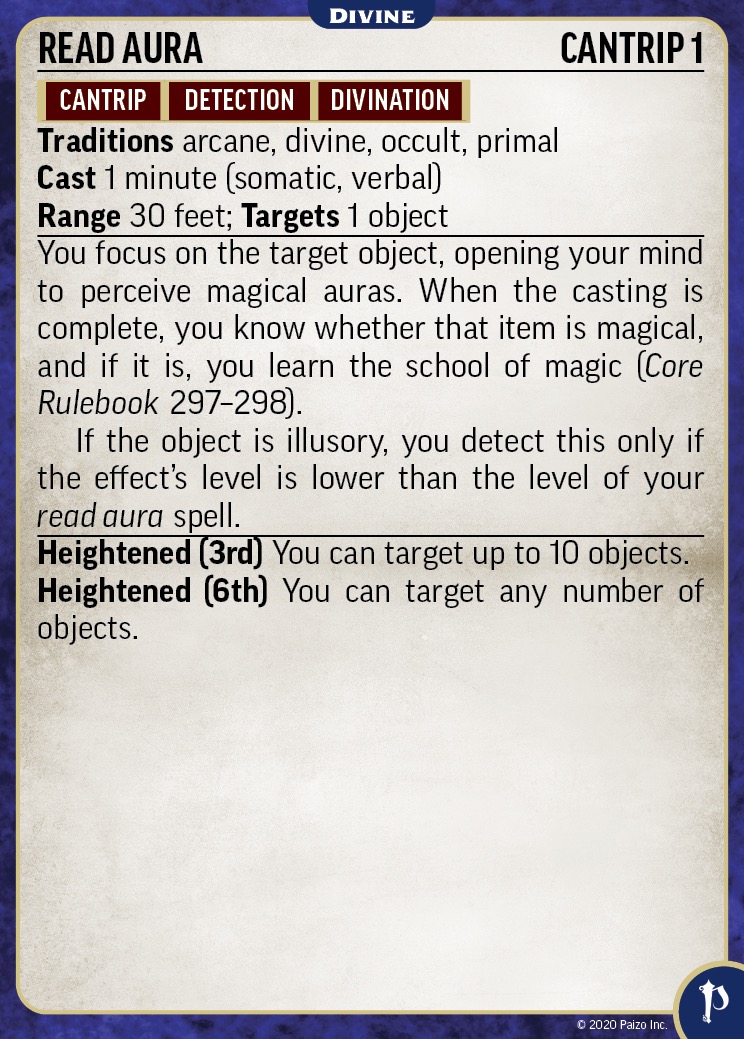 DIVINE
READ AURA CANTRIP 1
CANTRIP DETECTION DIVINATION
Traditions arcane, divine, occult, primal
Cast 1 minute (somatic, verbal)
Range 30 feet; Targets 1 object
You focus on the target object, opening your mind
to perceive magical auras. When the casting is
complete, you know whether that item is magical,
and if it is, you learn the school of magic (Core
Rulebook 297–298).
If the object is illusory, you detect this only if
the effect's level is lower than the level of your
read aura spell.
Heightened (3rd) You can target up to 10 objects.
Heightened (6th) You can target any number of
objects.
© 2020 Paizo Inc.
P